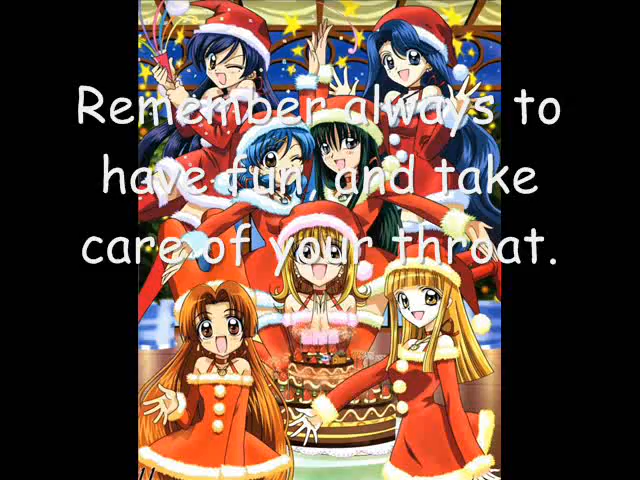 Remember always to
have fun, and take
care of your throat.